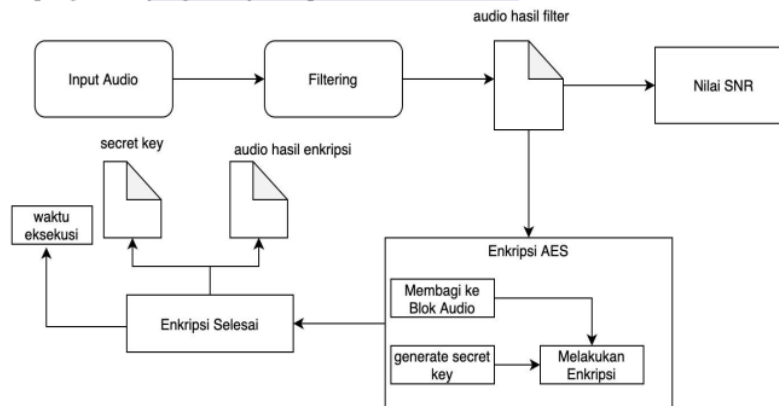 audio hasil filter
Input Audio
Filtering
Nilai SNR
secret key
audio hasil enkripsi
waktu
eksekusi
Enkripsi AES
Membagi ke
Blok Audio
Enkripsi Selesai
generate secret
key
Melakukan
Enkripsi